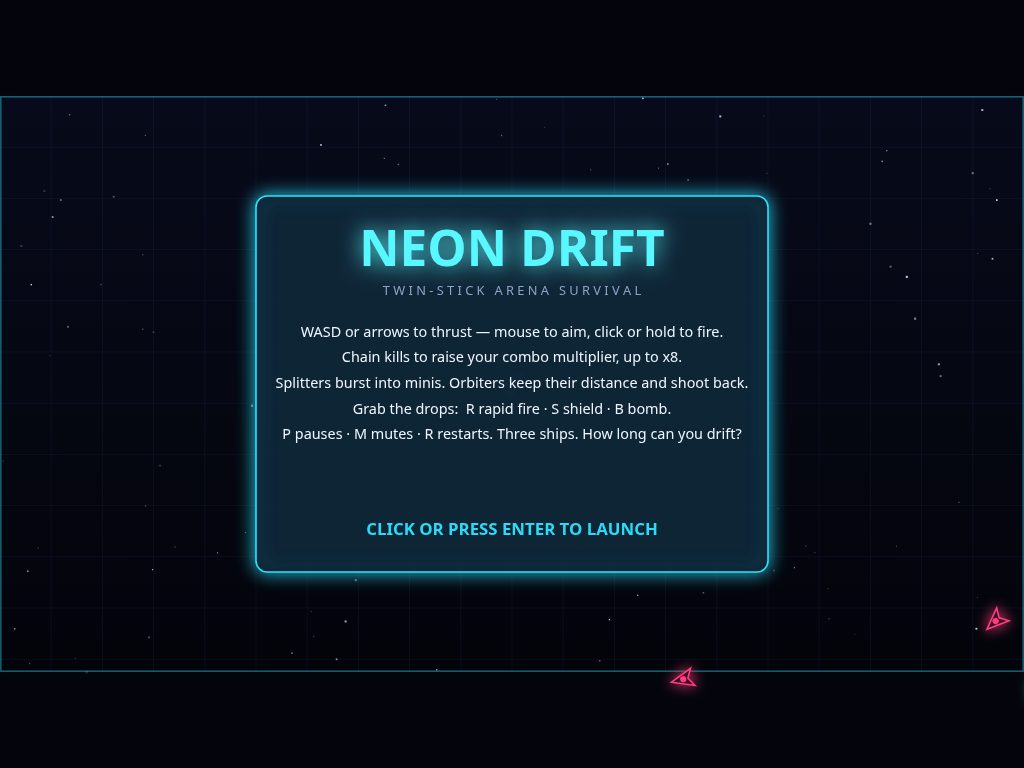 NEON DRIFT
TWIN-STICK ARENA SURVIVAL
WASD or arrows to thrust — mouse to aim, click or hold to fire.
Chain kills to raise your combo multiplier, up to x8.
Splitters burst into minis. Orbiters keep their distance and shoot back.
Grab the drops:  R rapid fire · S shield · B bomb.
P pauses · M mutes · R restarts. Three ships. How long can you drift?
CLICK OR PRESS ENTER TO LAUNCH